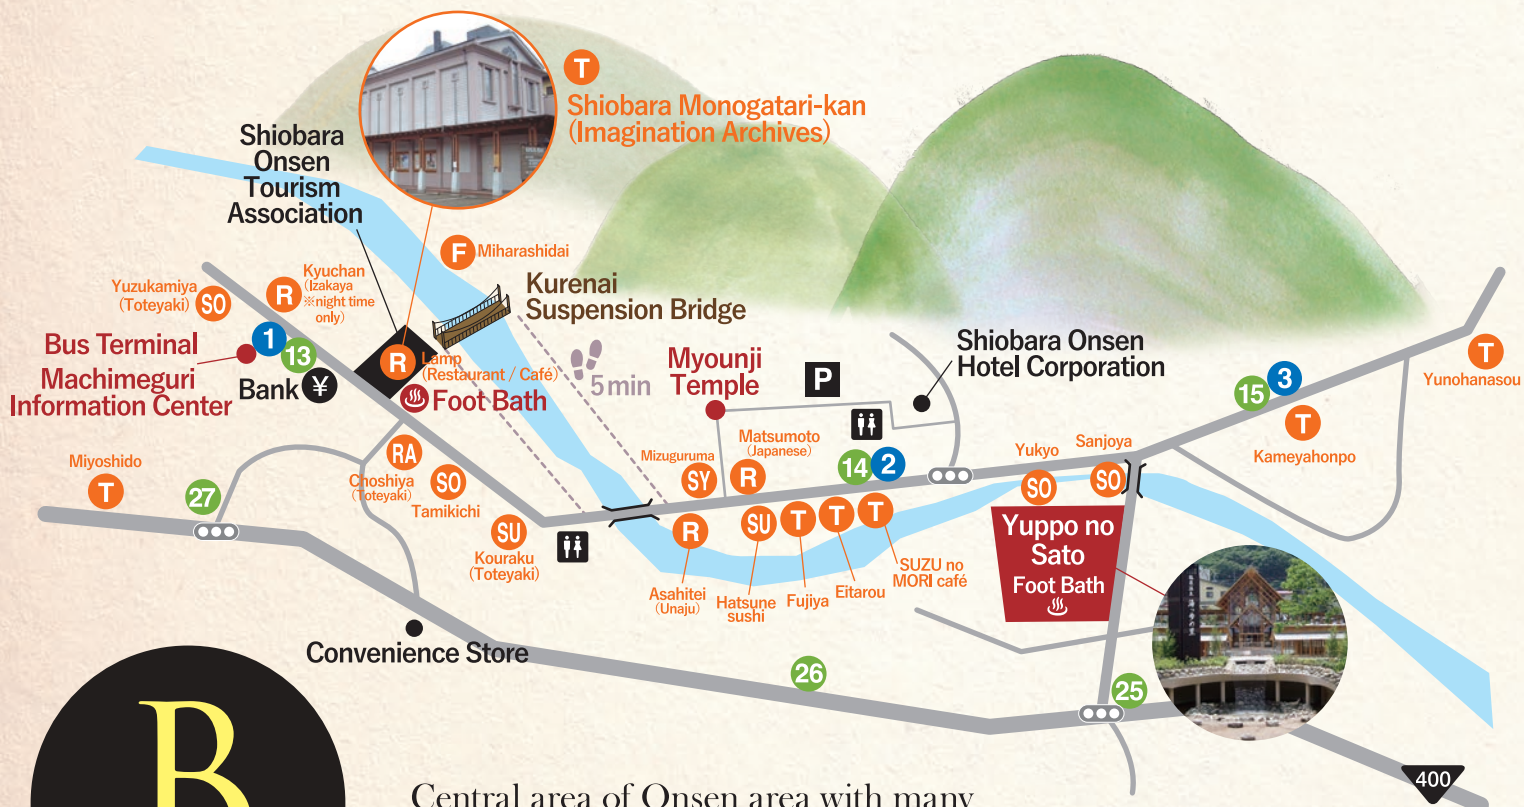 T
Shiobara Monogatari-kan
(Imagination Archives)
Shiobara
Onsen
Tourism
Association
F
Miharashidai
Kurenai
Suspension Bridge
Yuzukamiya
(Toteyaki)
SO
R
Kyuchan
(Izakaya
※night time
only)
Bus Terminal
Machimeguri
Information Center
1
13
Bank
¥
R
Lamp
(Restaurant / Café)
Foot Bath
5min
Myounji
Temple
P
Shiobara Onsen
Hotel Corporation
15
3
T
Kameyahonpo
T
Yunohanasou
Miyoshido
T
27
RA
Choshiya
(Toteyaki)
SO
Tamikichi
SU
Kouraku
(Toteyaki)
Mizuguruma
SY
Matsumoto
(Japanese)
R
14
2
Yukyo
SO
Sanjoya
SO
R
Asahitei
(Unaju)
SU
Hatsune
sushi
T
Fujiya
T
Eitarou
T
SUZU no
MORI café
Yuppo no
Sato
Foot Bath
Convenience Store
26
25
400
B
Central area of Onsen area with many